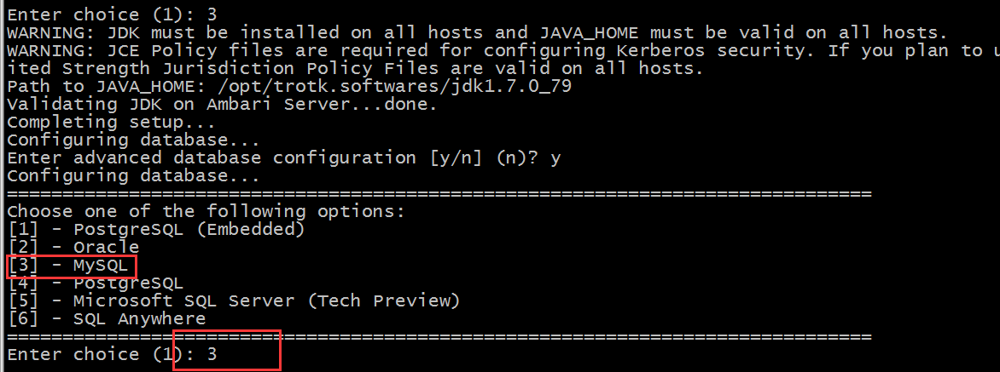 Enter choice (1): 3
WARNING: JDK must be installed on all hosts and JAVA_HOME must be valid on all hosts.
WARNING: JCE Policy files are required for configuring Kerberos security. If you plan to u
ited Strength Jurisdiction Policy Files are valid on all hosts.
Path to JAVA_HOME: /opt/trotk.softwares/jdk1.7.0_79
Validating JDK on Ambari Server...done.
Completing setup...
Configuring database...
Enter advanced database configuration [y/n] (n)? y
Configuring database...
==============================================================================
Choose one of the following options:
[1] - PostgreSQL (Embedded)
[2] - Oracle
[3] - MySQL
[4] - PostgreSQL
[5] - Microsoft SQL Server (Tech Preview)
[6] - SQL Anywhere
==============================================================================
Enter choice (1): 3